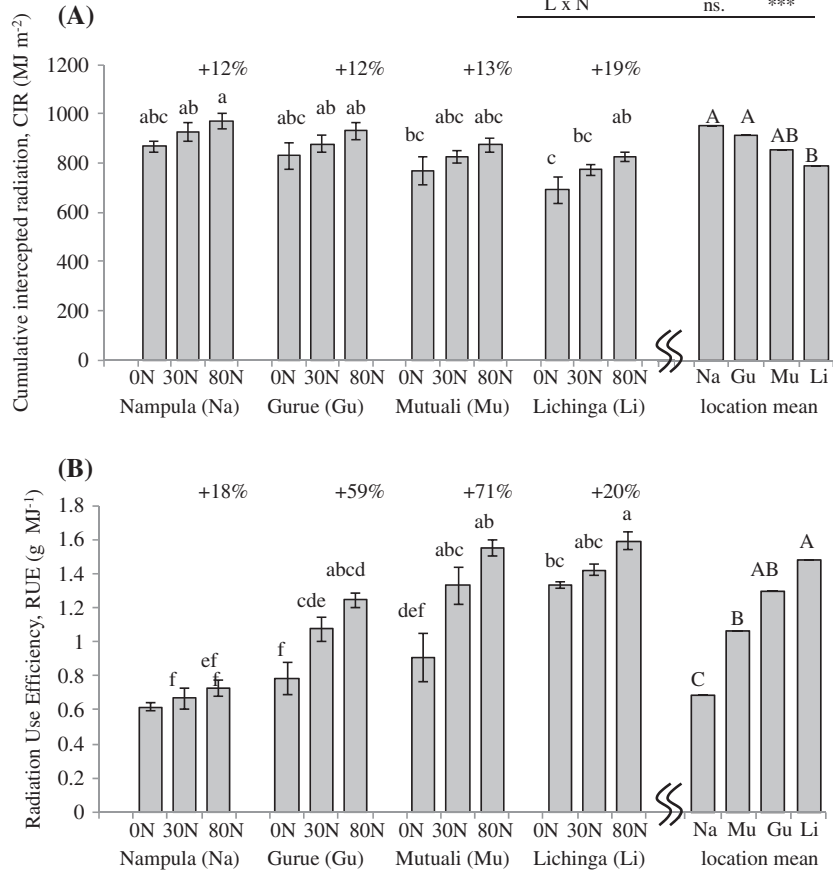 L x N ns. ***
(A)
Cumulative intercepted radiation, CIR (MJ m-2)
1200
1000
800
600
400
200
0
+12% +12% +13% +19%
abc ab a abc ab ab bc abc abc c bc ab A A AB B
0N 30N 80N 0N 30N 80N 0N 30N 80N 0N 30N 80N Na Gu Mu Li
Nampula (Na) Gurue (Gu) Mutuali (Mu) Lichinga (Li) location mean
(B)
Radiation Use Efficiency, RUE (g MJ-1)
1.8
1.6
1.4
1.2
1
0.8
0.6
0.4
0.2
0
+18% +59% +71% +20%
f ef f f cde abcd def abc ab bc abc a C B AB A
0N 30N 80N 0N 30N 80N 0N 30N 80N 0N 30N 80N Na Mu Gu Li
Nampula (Na) Gurue (Gu) Mutuali (Mu) Lichinga (Li) location mean